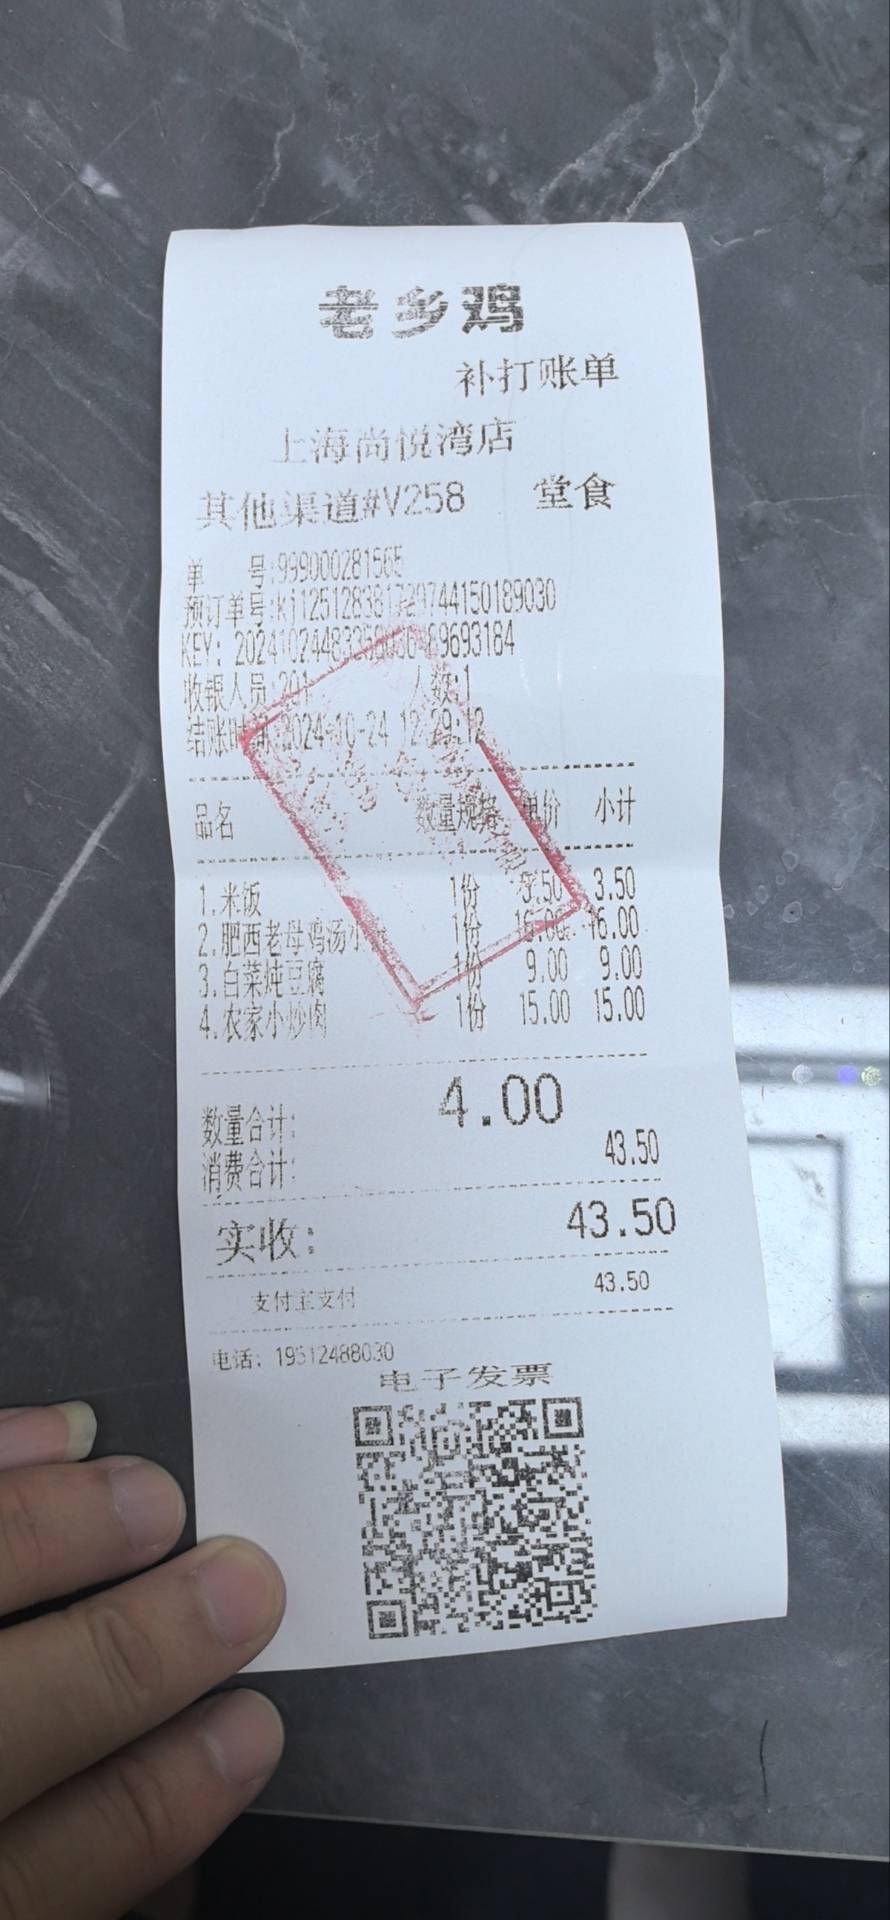 老乡鸡
补打账单
上海尚悦湾店
其他渠道#V258 堂食
单 号:999000281565
预订单号:
KEY:
收银人员:201 人数:1
结账时间:2024-10-24 12:29:12
品名 数量规格 单价 小计
1.米饭 1份 3.50 3.50
2.肥西老母鸡汤 1份 16.00 16.00
3.白菜炖豆腐 1份 9.00 9.00
4.农家小炒肉 1份 15.00 15.00
数量合计: 4.00
消费合计: 43.50
实收: 43.50
支付宝支付 43.50
电话: 19512488030
电子发票